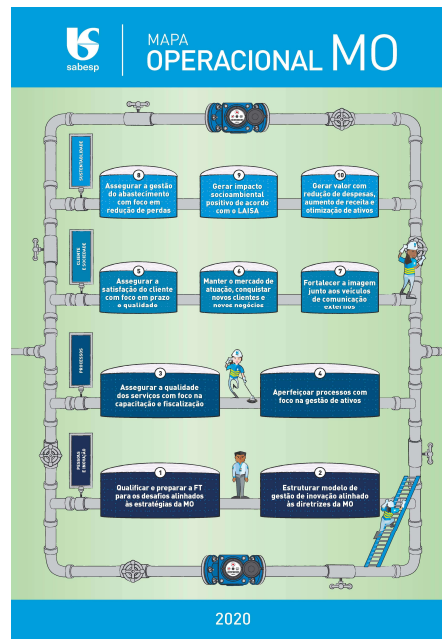 sabesp
MAPA
OPERACIONAL MO
SUSTENTABILIDADE
8
Assegurar a gestão
do abastecimento
com foco em
redução de perdas
9
Gerar impacto
socioambiental
positivo de acordo
com o LAISA
10
Gerar valor com
redução de despesas,
aumento de receita e
otimização de ativos
CLIENTE
E SOCIEDADE
5
Assegurar a
satisfação do cliente
com foco em prazo
e qualidade
6
Manter o mercado de
atuação, conquistar
novos clientes e
novos negócios
7
Fortalecer a imagem
junto aos veículos
de comunicação
externos
PROCESSOS
3
Assegurar a qualidade
dos serviços com foco na
capacitação e fiscalização
4
Aperfeiçoar processos com
foco na gestão de ativos
PESSOAS
E INOVAÇÃO
1
Qualificar e preparar a FT
para os desafios alinhados
às estratégias da MO
2
Estruturar modelo de
gestão de inovação alinhado
às diretrizes da MO
2020